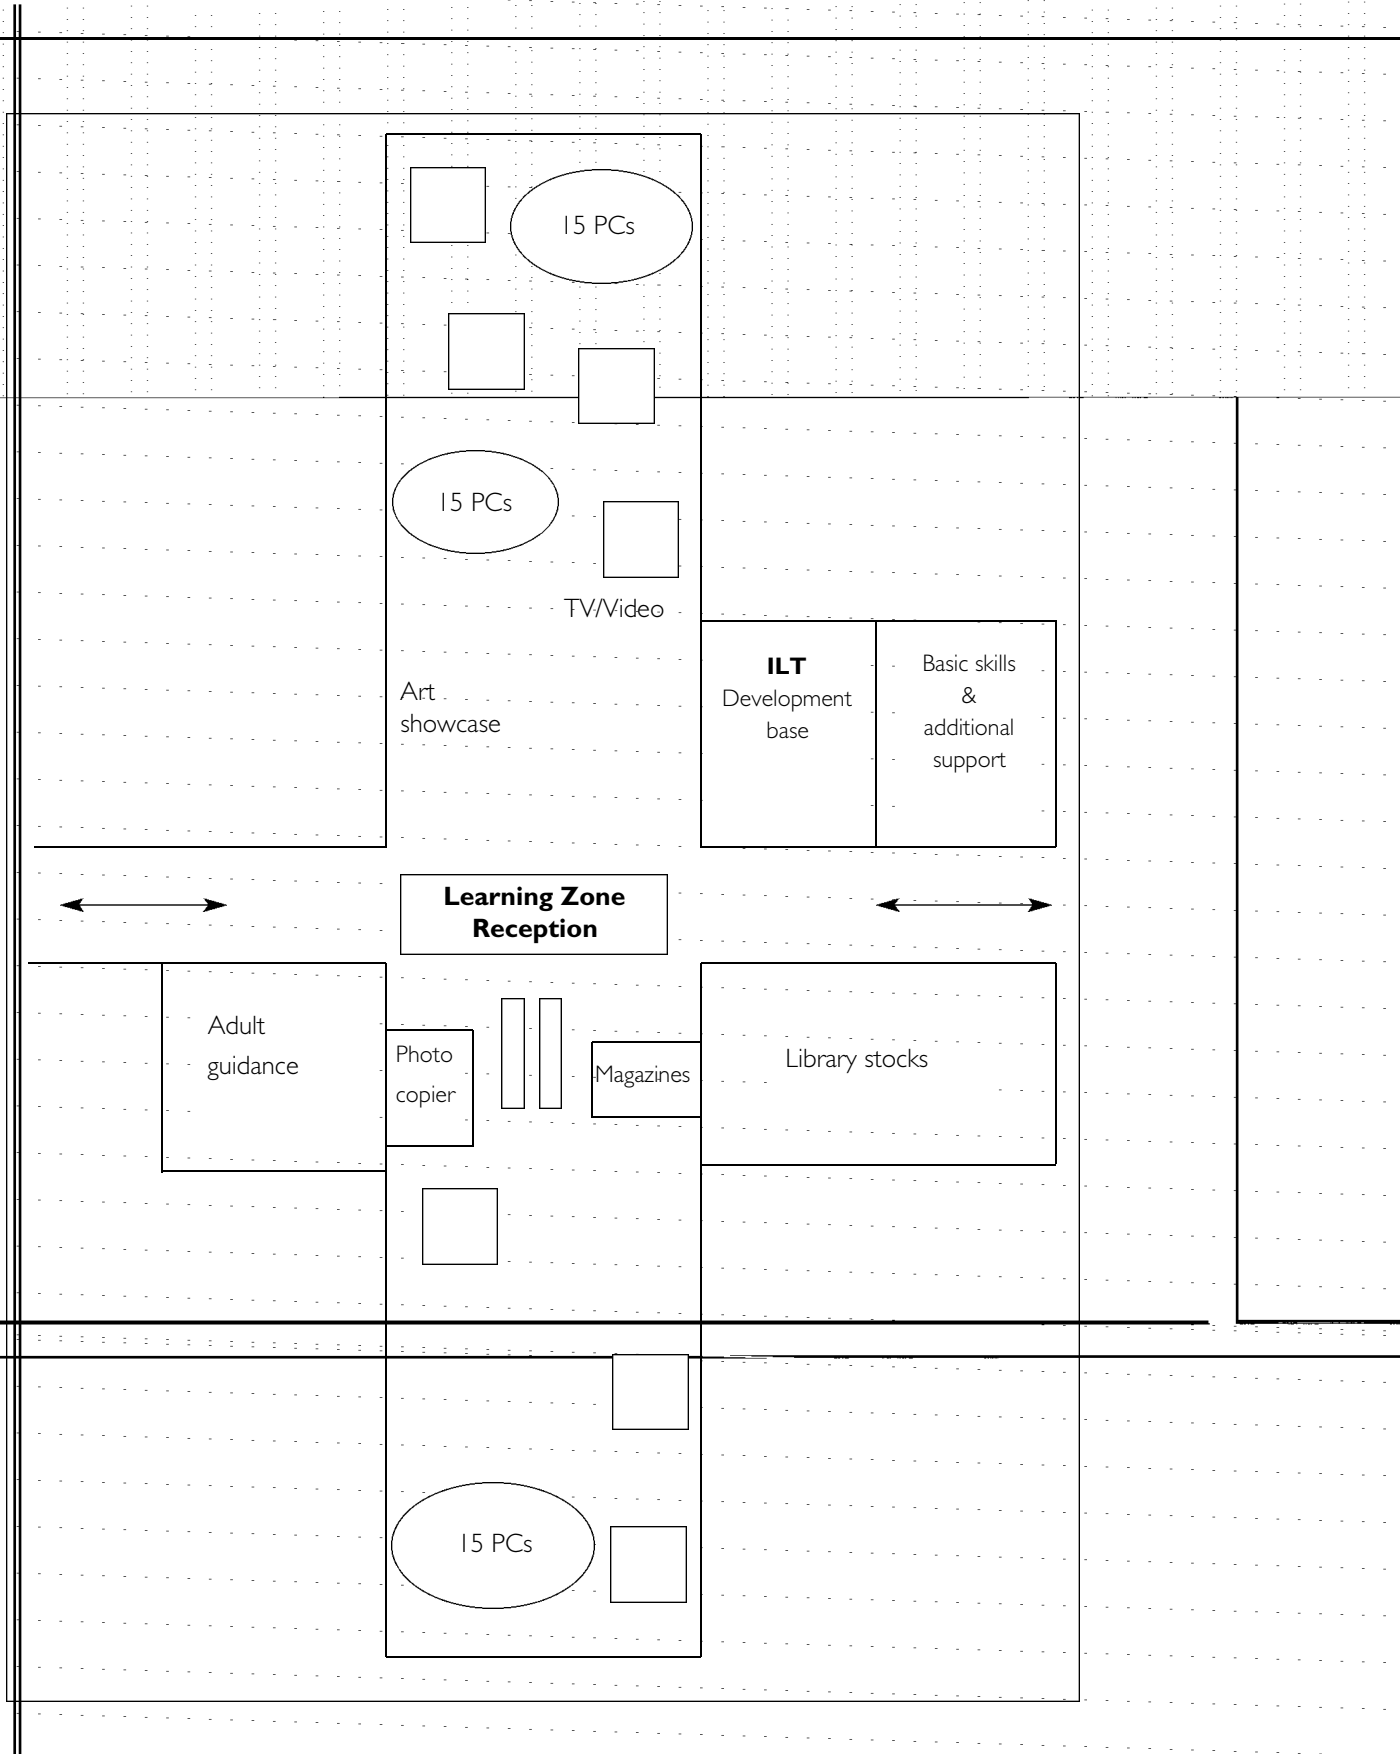 15 PCs
15 PCs
TV/Video
Art
showcase
ILT
Development
base
Basic skills
&
additional
support
Learning Zone
Reception
Adult
guidance
Photo
copier
Magazines
Library stocks
15 PCs